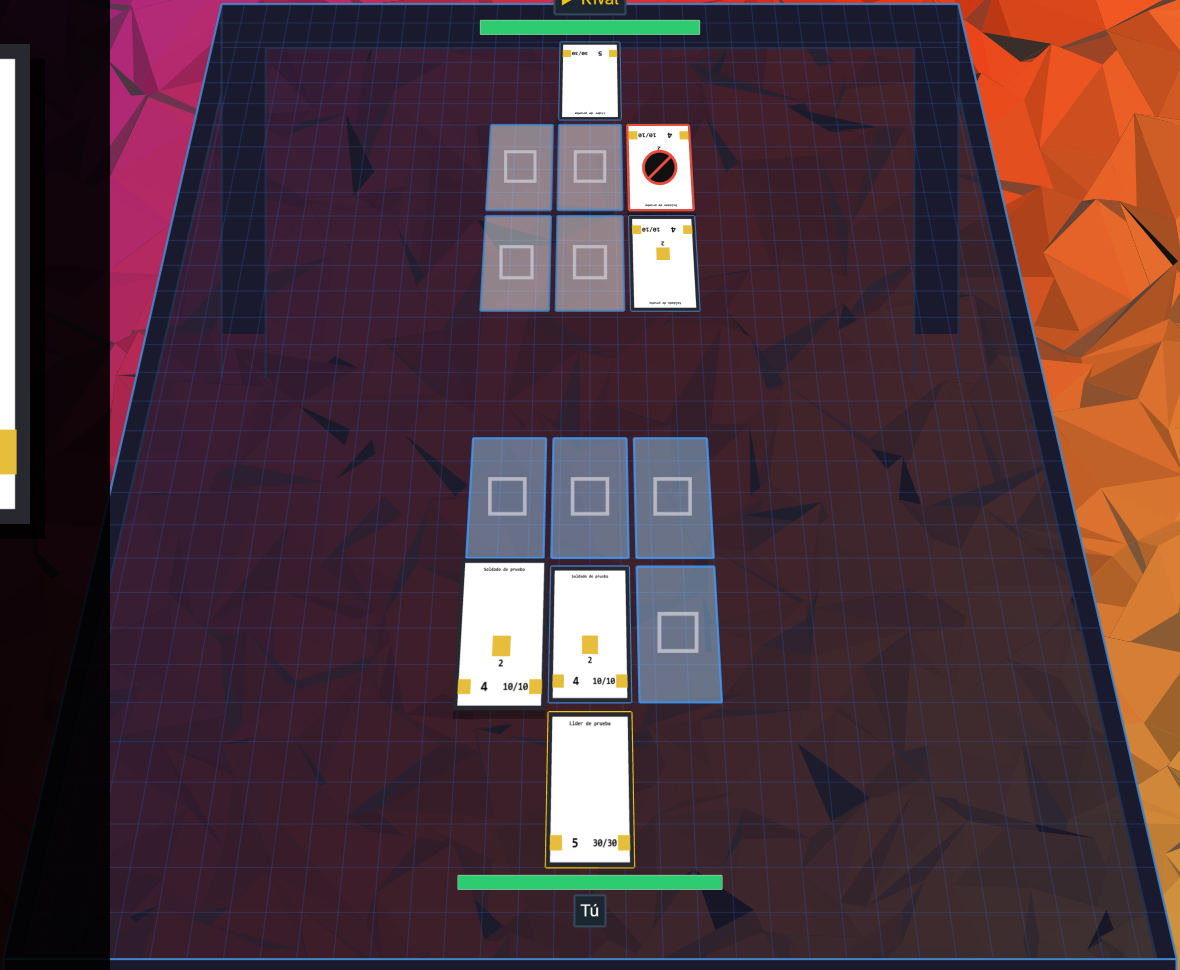 ▶ Rival
5 30/30
Líder de prueba
4 10/10
2
Soldado de prueba
4 10/10
2
Soldado de prueba
Soldado de prueba
2
4 10/10
Soldado de prueba
2
4 10/10
Líder de prueba
5 30/30
Tú